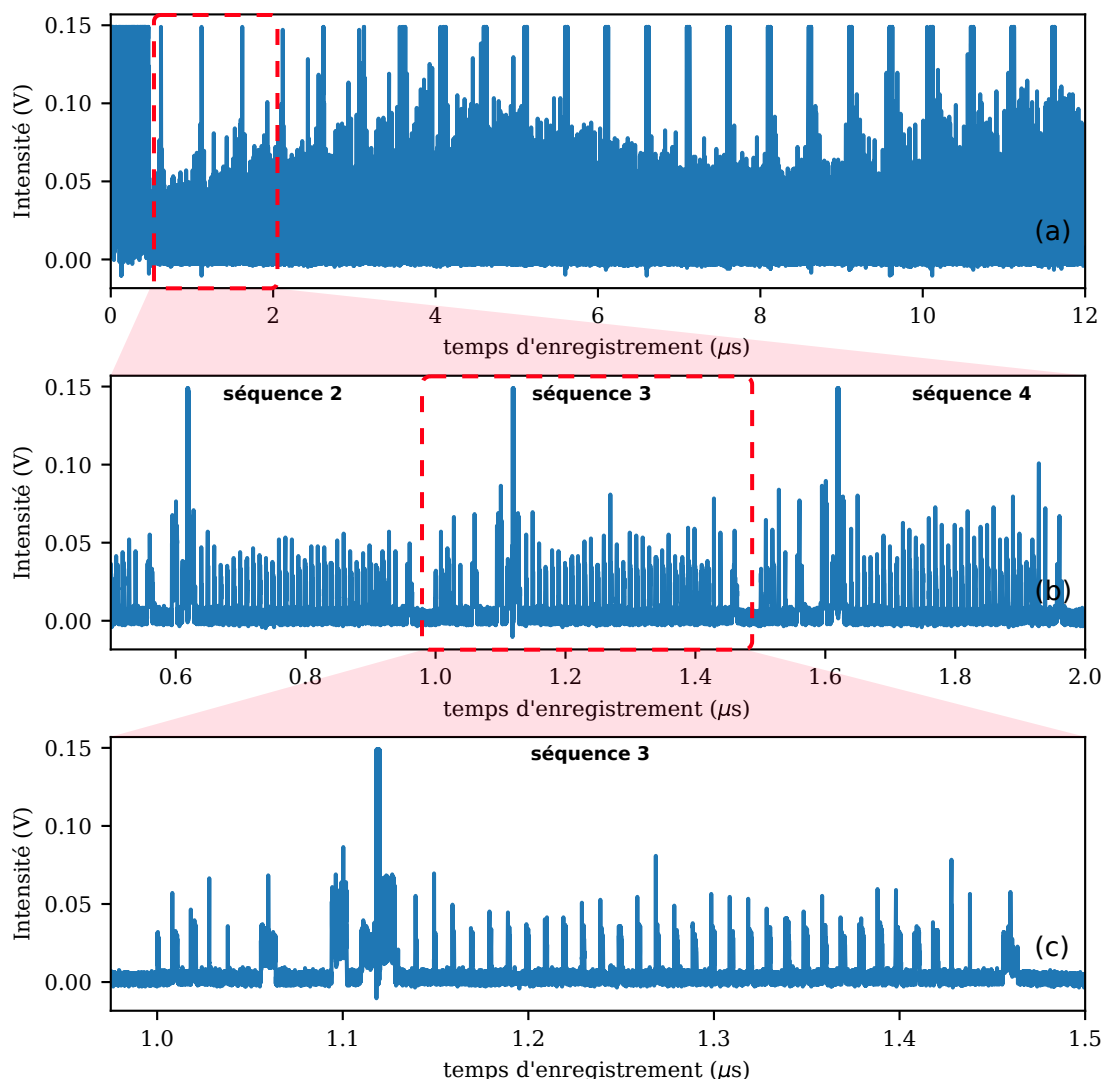 0.15
0.10
0.05
0.00
Intensité (V)
(a)
0 2 4 6 8 10 12
temps d'enregistrement (μs)
séquence 2 séquence 3 séquence 4
0.15
0.10
0.05
0.00
Intensité (V)
(b)
0.6 0.8 1.0 1.2 1.4 1.6 1.8 2.0
temps d'enregistrement (μs)
séquence 3
0.15
0.10
0.05
0.00
Intensité (V)
(c)
1.0 1.1 1.2 1.3 1.4 1.5
temps d'enregistrement (μs)